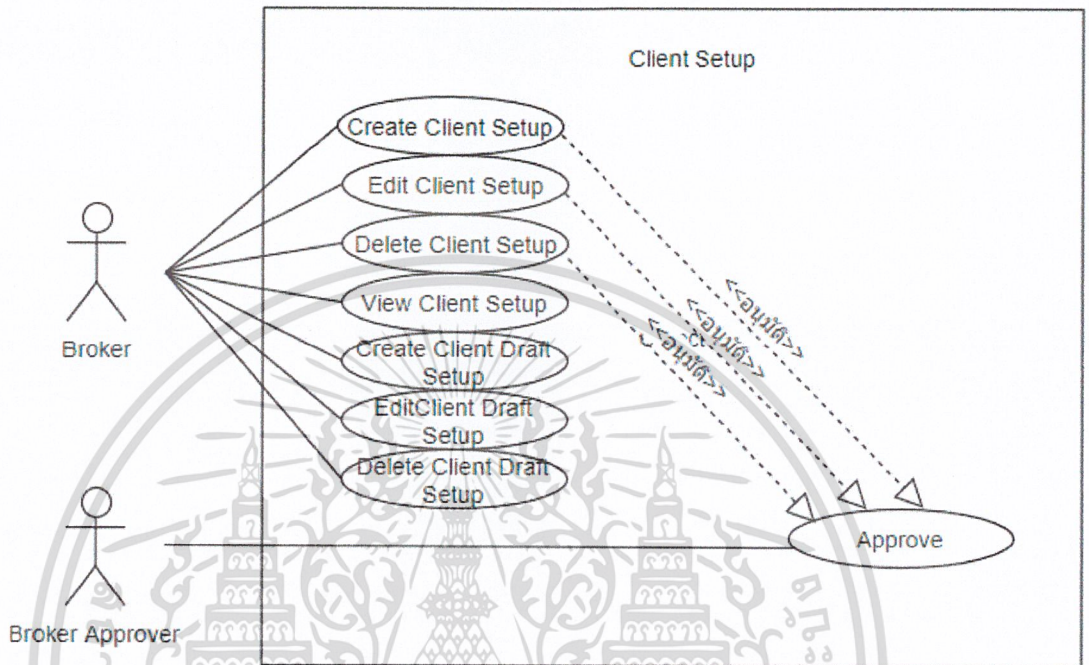 Client Setup
Create Client Setup
Edit Client Setup
Delete Client Setup
View Client Setup
Create Client Draft
Setup
EditClient Draft
Setup
Delete Client Draft
Setup
<<อนุมัติ>>
<<อนุมัติ>>
<<อนุมัติ>>
Broker
Approve
Broker Approver